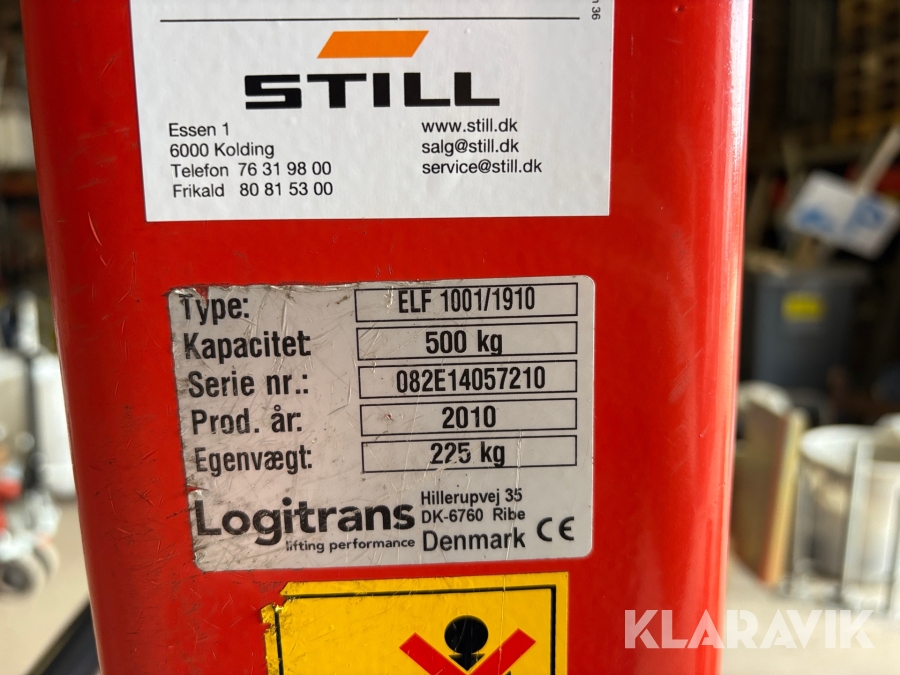 36
STILL
Essen 1
6000 Kolding
Telefon 76 31 98 00
Frikald 80 81 53 00
www.still.dk
salg@still.dk
service@still.dk
Type: ELF 1001/1910
Kapacitet: 500 kg
Serie nr.: 082E14057210
Prod. år: 2010
Egenvægt: 225 kg
Logitrans
lifting performance
Hillerupvej 35
DK-6760 Ribe
Denmark CE
KLARAVIK